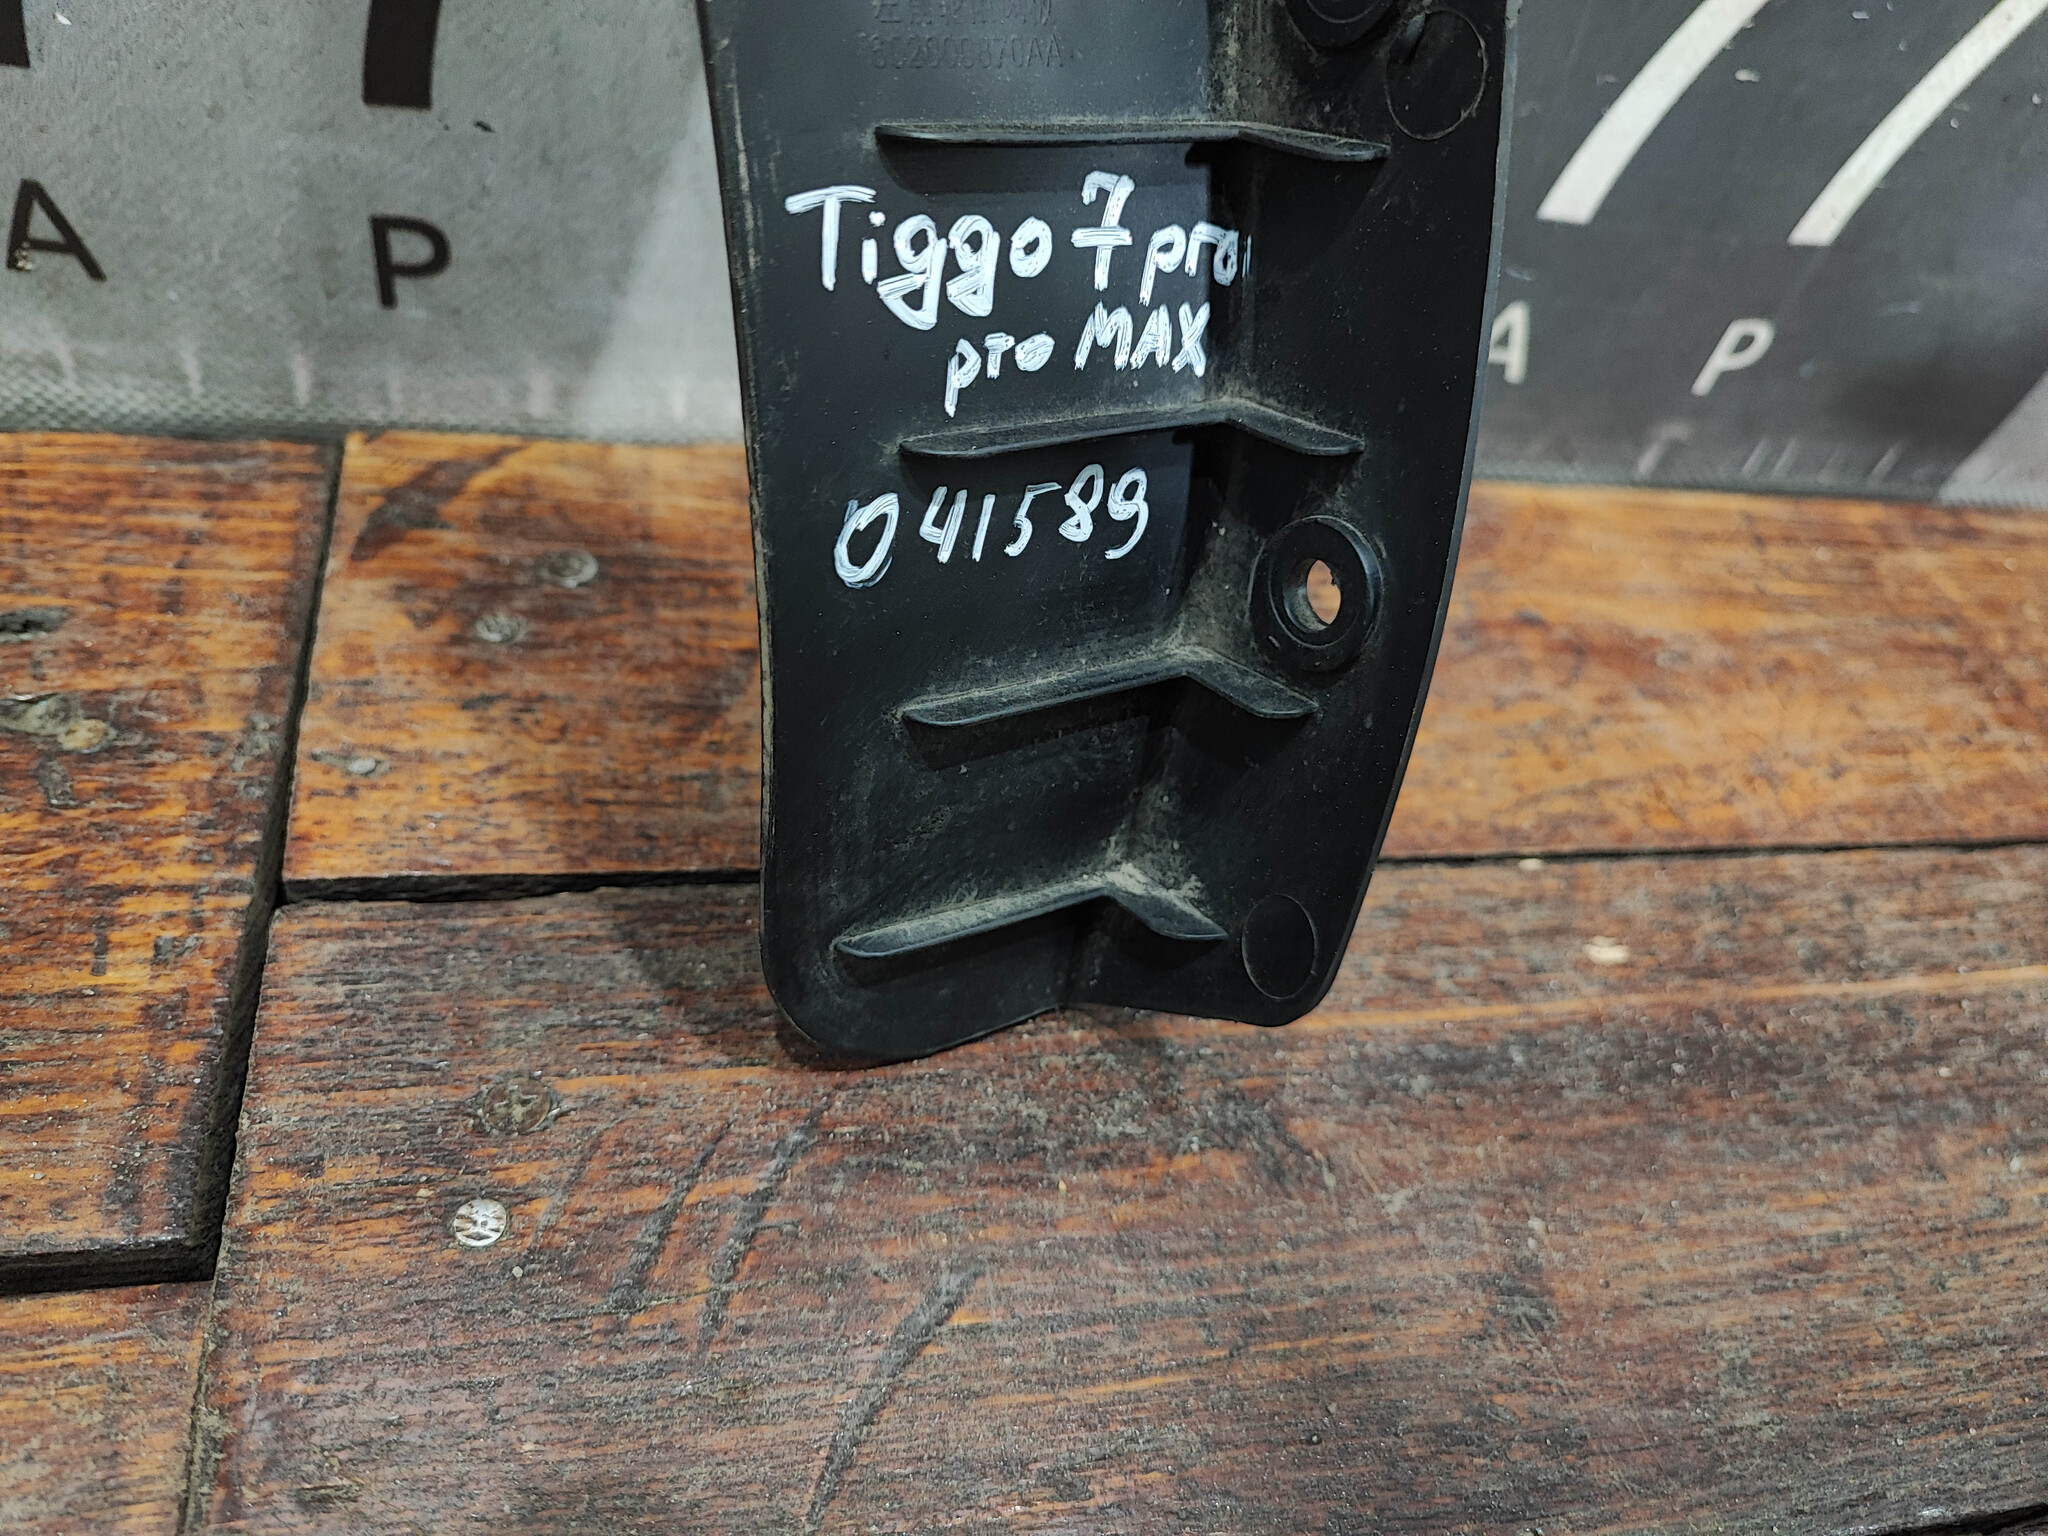 Tiggo 7 pro
pro MAX
041589
A P
A P